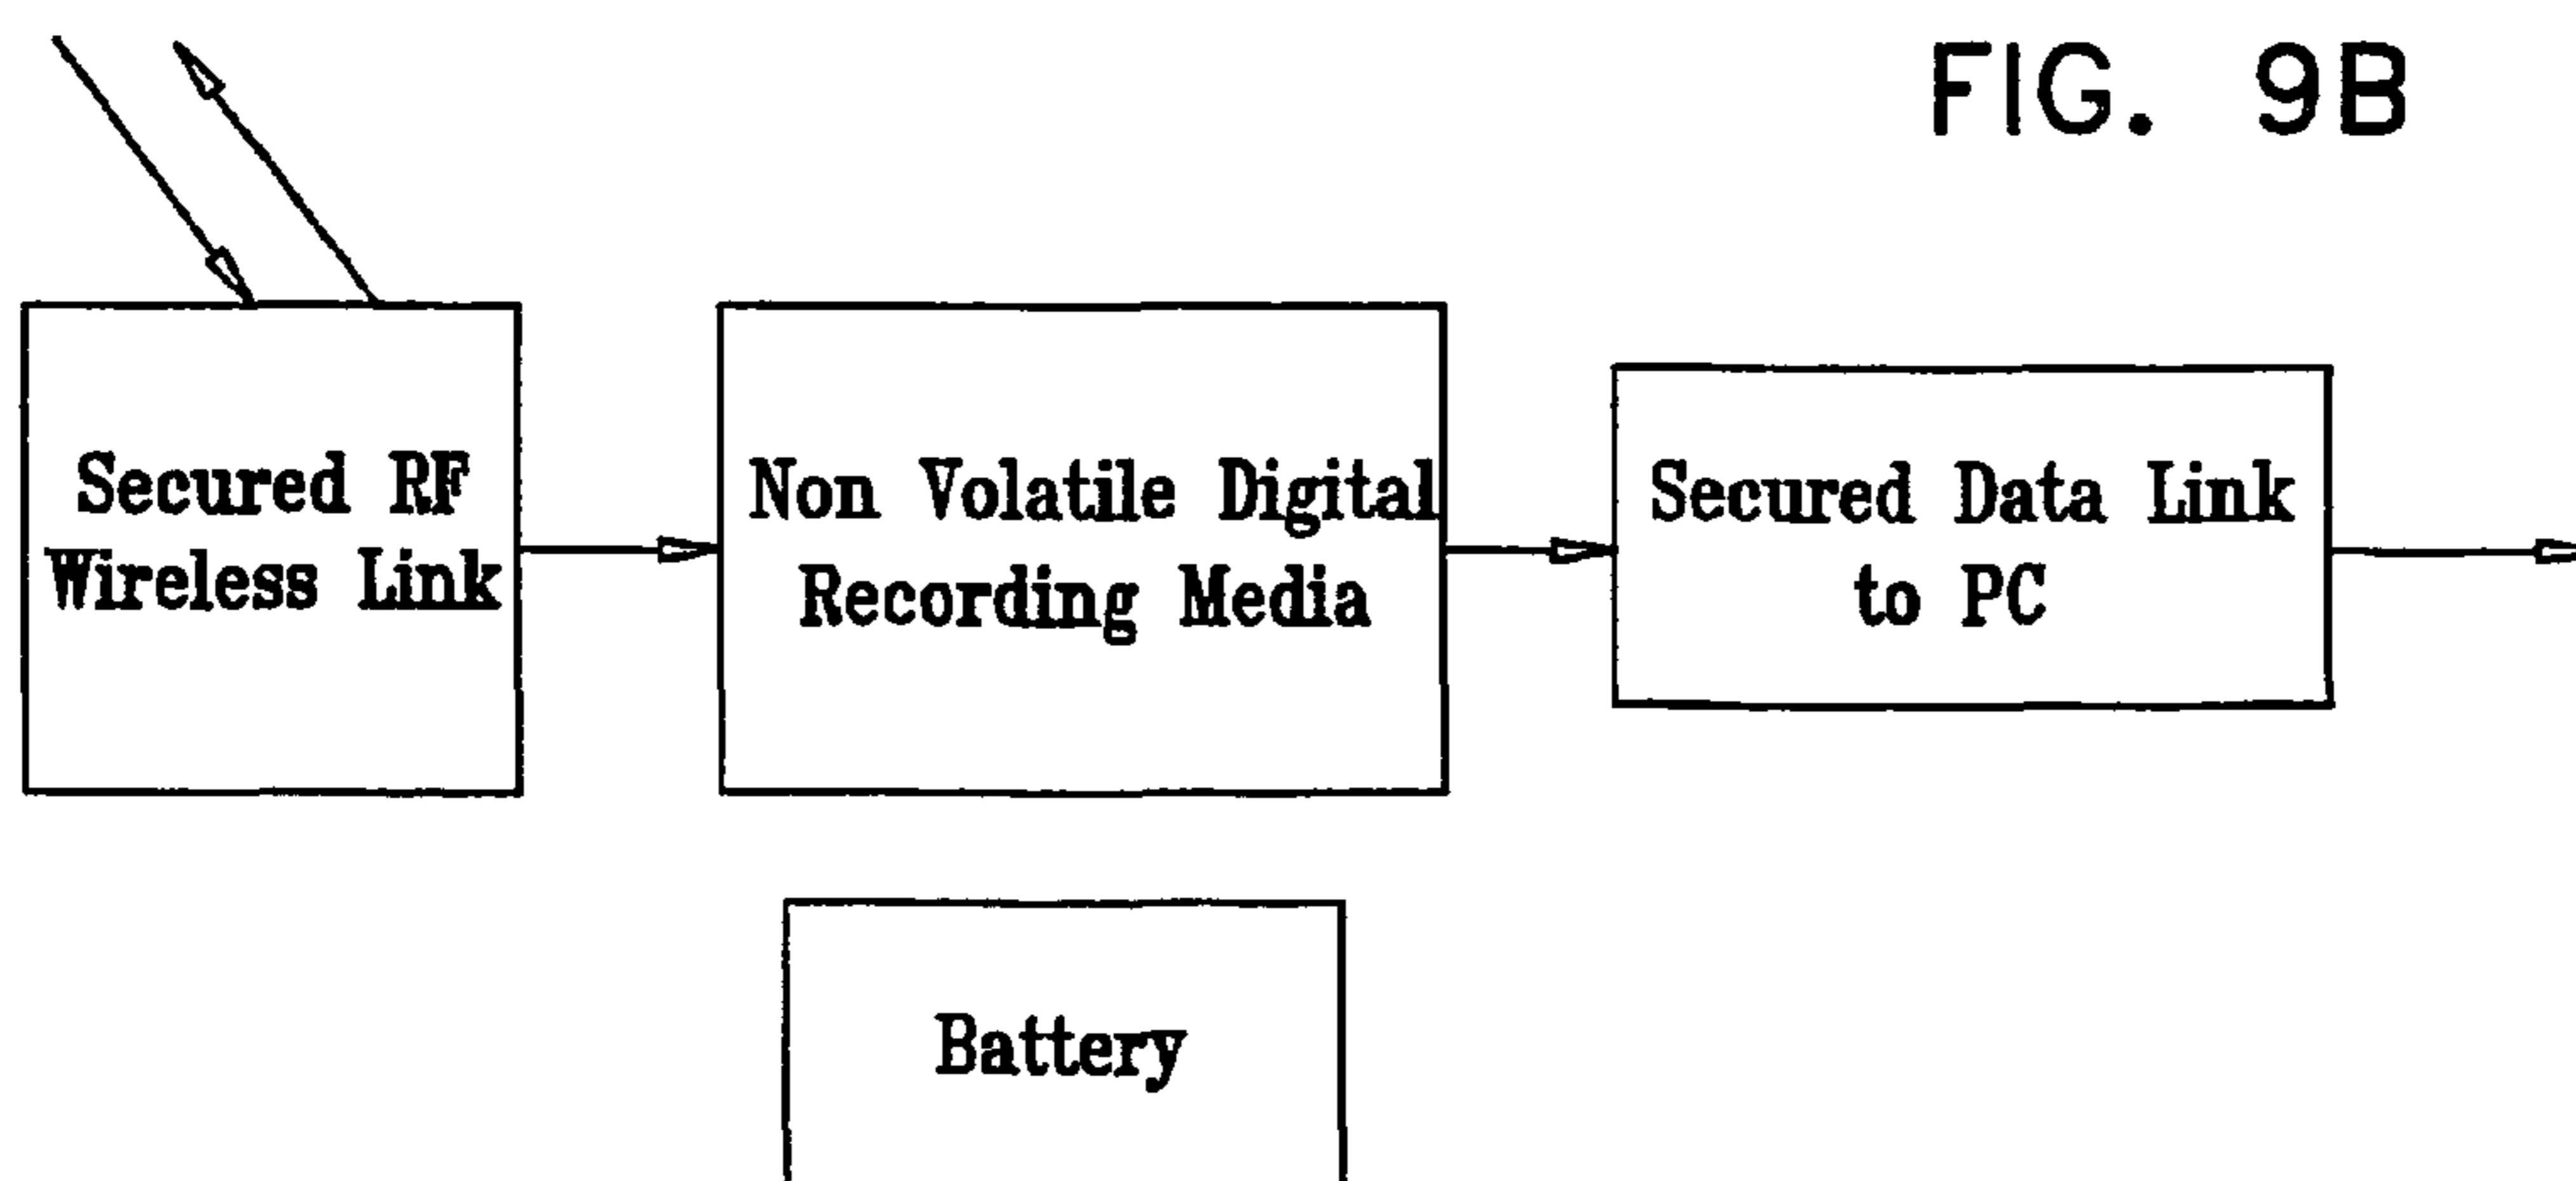 FIG. 9B
Secured RF
Wireless Link
Non Volatile Digital
Recording Media
Secured Data Link
to PC
Battery